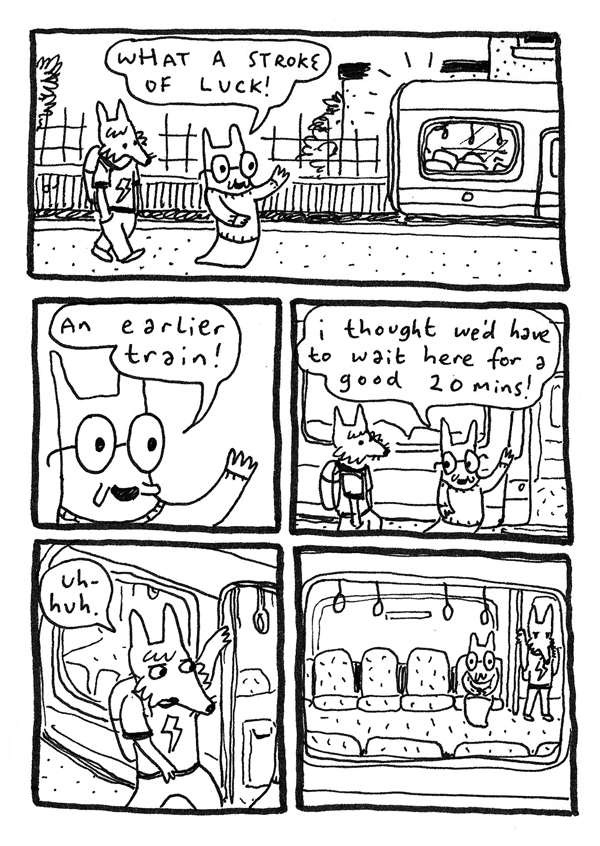 WHAT A STROKE
OF LUCK!
An earlier
train!
i thought we'd have
to wait here for a
good 20 mins!
uh-
huh.